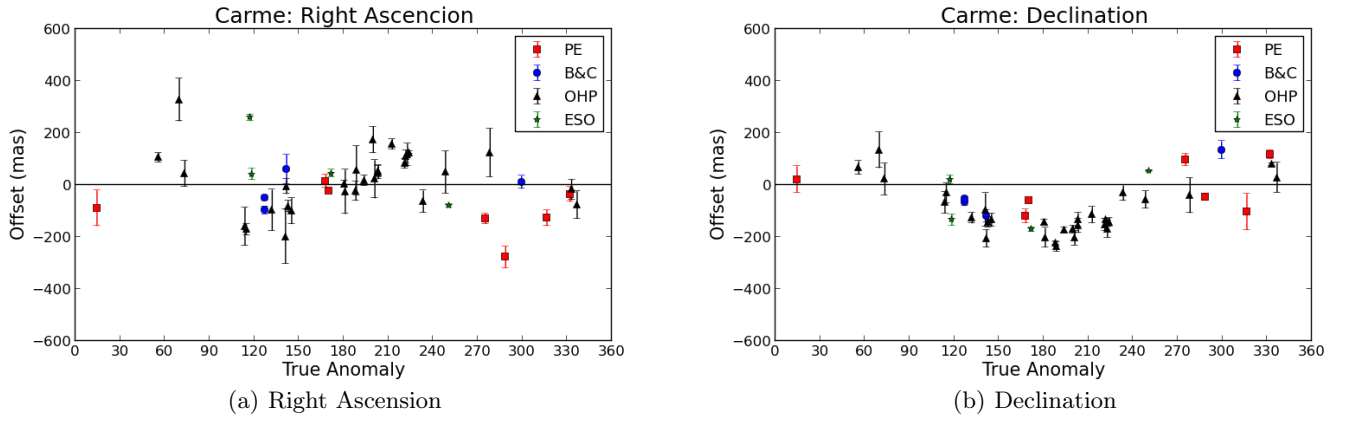 Carme: Right Ascencion
Offset (mas)
600
400
200
0
−200
−400
−600
PE
B&C
OHP
ESO
0 30 60 90 120 150 180 210 240 270 300 330 360
True Anomaly
(a) Right Ascension
Carme: Declination
Offset (mas)
600
400
200
0
−200
−400
−600
PE
B&C
OHP
ESO
0 30 60 90 120 150 180 210 240 270 300 330 360
True Anomaly
(b) Declination